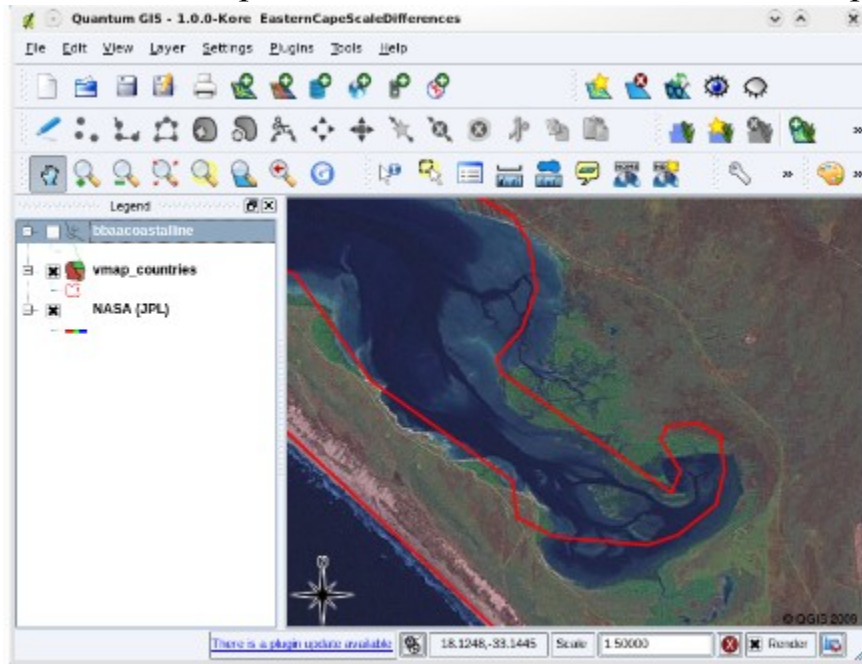 Quantum GIS - 1.0.0-Kore EasternCapeScaleDifferences
File Edit View Layer Settings Plugins Tools Help
Legend
bbaacoastalline
vmap_countries
NASA (JPL)
© QGIS 2009
There is a plugin update available 18.1248,-33.1445 Scale 1:50000 Render